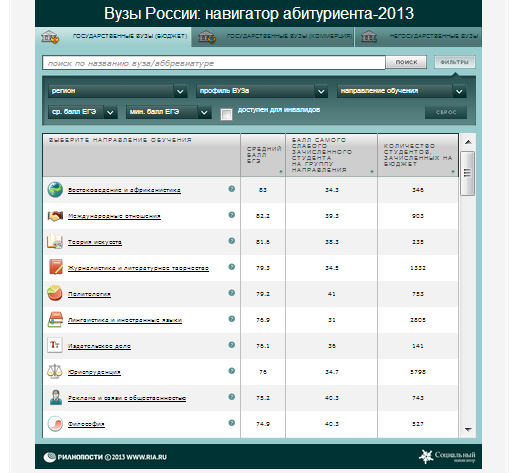 Вузы России: навигатор абитуриента-2013
ГОСУДАРСТВЕННЫЕ ВУЗЫ (БЮДЖЕТ) ГОСУДАРСТВЕННЫЕ ВУЗЫ (КОММЕРЦИЯ) НЕГОСУДАРСТВЕННЫЕ ВУЗЫ
поиск по названию вуза/аббревиатуре ПОИСК ФИЛЬТРЫ
регион профиль ВУЗа направление обучения
ср. балл ЕГЭ мин. балл ЕГЭ доступен для инвалидов СБРОС
ВЫБЕРИТЕ НАПРАВЛЕНИЕ ОБУЧЕНИЯ
СРЕДНИЙ
БАЛЛ
ЕГЭ
БАЛЛ САМОГО
СЛАБОГО
ЗАЧИСЛЕННОГО
СТУДЕНТА
НА ГРУППУ
НАПРАВЛЕНИЯ
КОЛИЧЕСТВО
СТУДЕНТОВ,
ЗАЧИСЛЕННЫХ НА
БЮДЖЕТ
Востоковедение и африканистика ? 83 34.3 346
Международные отношения ? 82.2 39.3 903
Теория искусств ? 81.6 38.3 235
Журналистика и литературное творчество ? 79.3 34.5 1332
Политология ? 79.2 41 753
Лингвистика и иностранные языки ? 76.9 31 2805
Тт Издательское дело ? 76.1 36 141
Юриспруденция ? 76 34.7 5798
Реклама и связи с общественностью ? 75.2 40.3 743
Философия ? 74.9 40.3 527
РИАНОВОСТИ © 2013 WWW.RIA.RU Социальный
навигатор